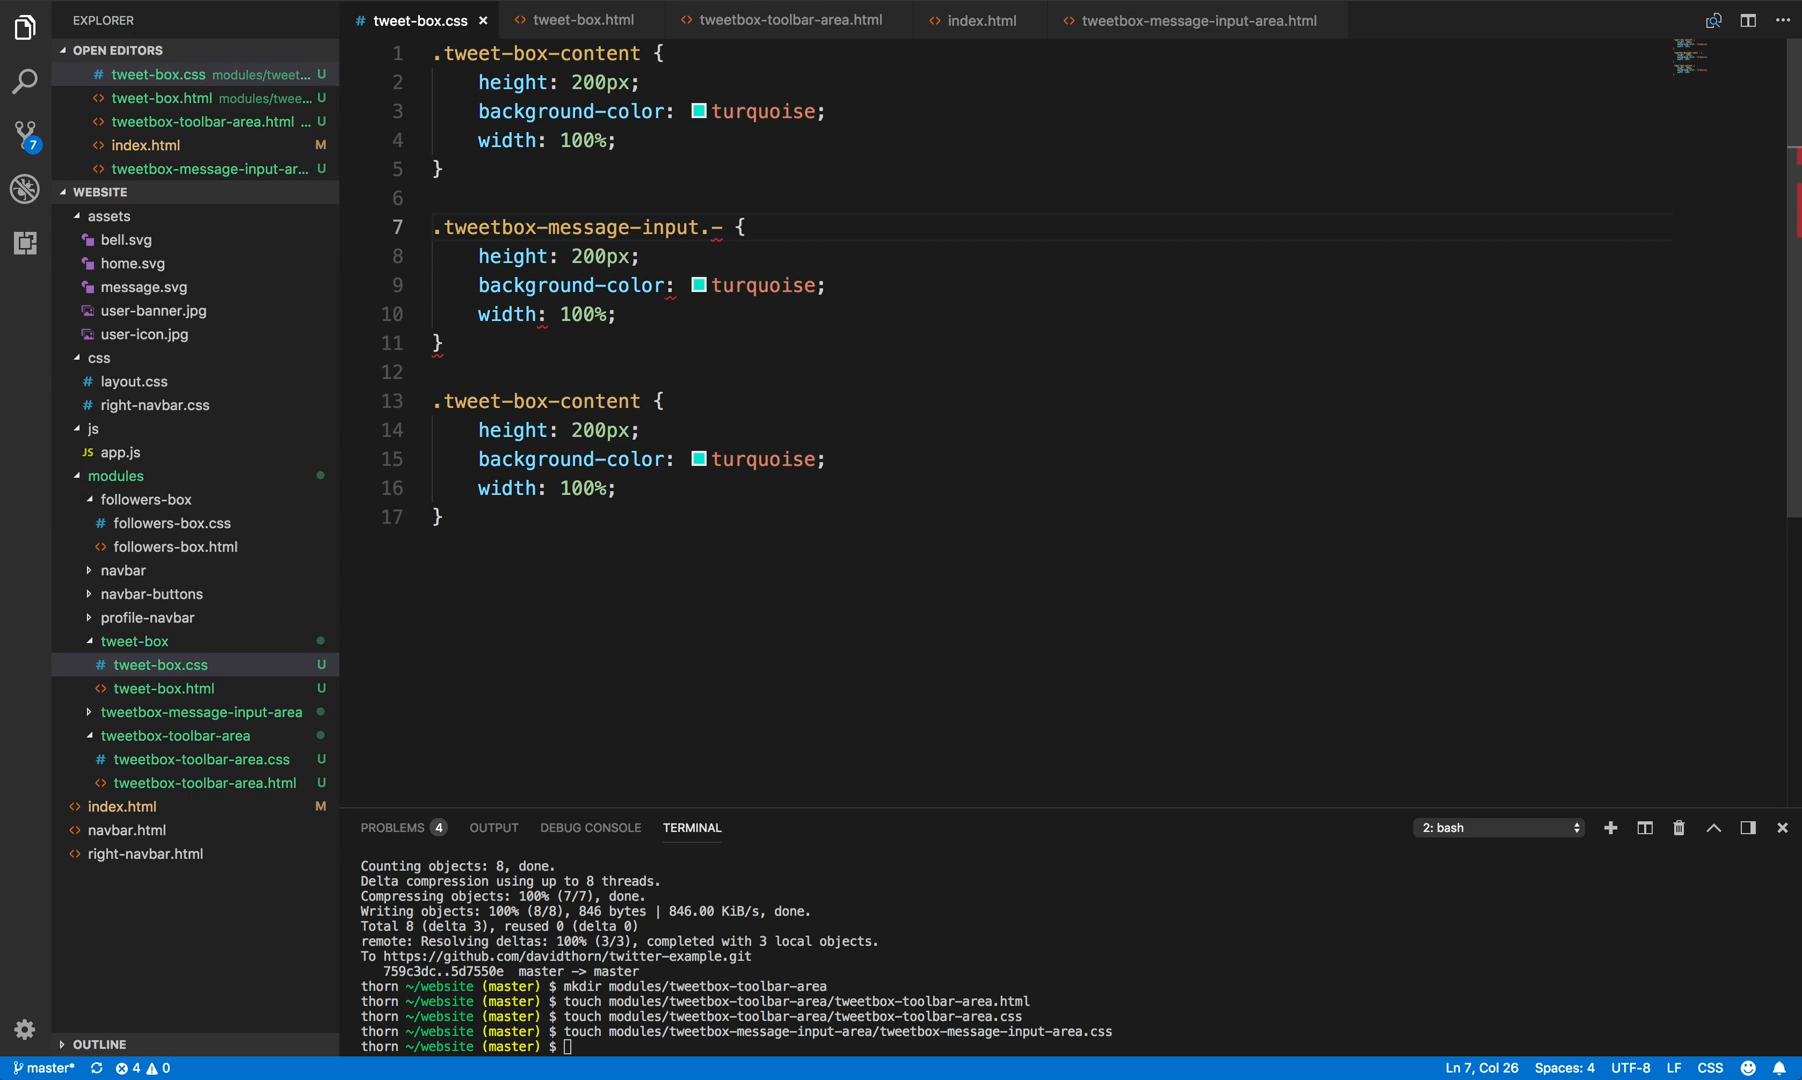 EXPLORER
OPEN EDITORS
# tweet-box.css modules/tweet... U
<> tweet-box.html modules/twee... U
<> tweetbox-toolbar-area.html ... U
<> index.html M
<> tweetbox-message-input-ar... U
WEBSITE
assets
bell.svg
home.svg
message.svg
user-banner.jpg
user-icon.jpg
css
# layout.css
# right-navbar.css
js
JS app.js
modules
followers-box
# followers-box.css
<> followers-box.html
navbar
navbar-buttons
profile-navbar
tweet-box
# tweet-box.css U
<> tweet-box.html U
tweetbox-message-input-area
tweetbox-toolbar-area
# tweetbox-toolbar-area.css U
<> tweetbox-toolbar-area.html U
<> index.html M
<> navbar.html
<> right-navbar.html
OUTLINE
7
# tweet-box.css × <> tweet-box.html <> tweetbox-toolbar-area.html <> index.html <> tweetbox-message-input-area.html
1 .tweet-box-content {
2 height: 200px;
3 background-color: turquoise;
4 width: 100%;
5 }
6
7 .tweetbox-message-input.- {
8 height: 200px;
9 background-color: turquoise;
10 width: 100%;
11 }
12
13 .tweet-box-content {
14 height: 200px;
15 background-color: turquoise;
16 width: 100%;
17 }
PROBLEMS 4 OUTPUT DEBUG CONSOLE TERMINAL 2: bash
Counting objects: 8, done.
Delta compression using up to 8 threads.
Compressing objects: 100% (7/7), done.
Writing objects: 100% (8/8), 846 bytes | 846.00 KiB/s, done.
Total 8 (delta 3), reused 0 (delta 0)
remote: Resolving deltas: 100% (3/3), completed with 3 local objects.
To https://github.com/davidthorn/twitter-example.git
759c3dc..5d7550e master -> master
thorn ~/website (master) $ mkdir modules/tweetbox-toolbar-area
thorn ~/website (master) $ touch modules/tweetbox-toolbar-area/tweetbox-toolbar-area.html
thorn ~/website (master) $ touch modules/tweetbox-toolbar-area/tweetbox-toolbar-area.css
thorn ~/website (master) $ touch modules/tweetbox-message-input-area/tweetbox-message-input-area.css
thorn ~/website (master) $
master* 4 0 Ln 7, Col 26 Spaces: 4 UTF-8 LF CSS